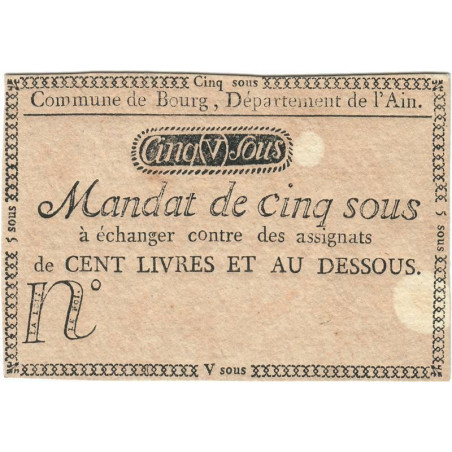 Cinq sous
Commune de Bourg, Département de l'Ain.
Cinq V Sous
Mandat de cinq sous
à échanger contre des assignats
de CENT LIVRES ET AU DESSOUS.
N°
5 sous
5 sous
V sous